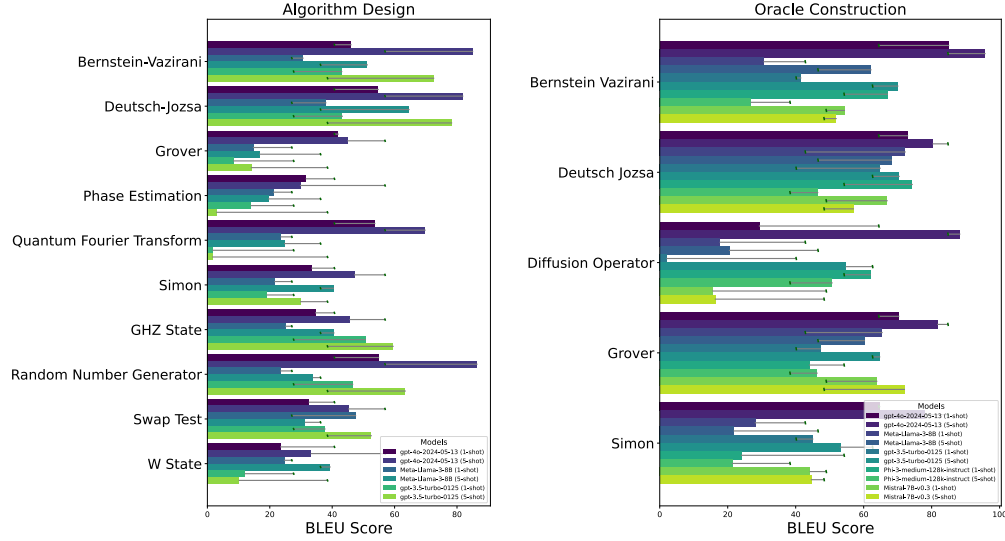 Algorithm Design
Bernstein-Vazirani
Deutsch-Jozsa
Grover
Phase Estimation
Quantum Fourier Transform
Simon
GHZ State
Random Number Generator
Swap Test
W State
Models
gpt-4o-2024-05-13 (1-shot)
gpt-4o-2024-05-13 (5-shot)
Meta-Llama-3-8B (1-shot)
Meta-Llama-3-8B (5-shot)
gpt-3.5-turbo-0125 (1-shot)
gpt-3.5-turbo-0125 (5-shot)
0 20 40 60 80
BLEU Score
Oracle Construction
Bernstein Vazirani
Deutsch Jozsa
Diffusion Operator
Grover
Simon
Models
gpt-4o-2024-05-13 (1-shot)
gpt-4o-2024-05-13 (5-shot)
Meta-Llama-3-8B (1-shot)
Meta-Llama-3-8B (5-shot)
gpt-3.5-turbo-0125 (1-shot)
gpt-3.5-turbo-0125 (5-shot)
Phi-3-medium-128k-instruct (1-shot)
Phi-3-medium-128k-instruct (5-shot)
Mistral-7B-v0.3 (1-shot)
Mistral-7B-v0.3 (5-shot)
0 20 40 60 80 100
BLEU Score